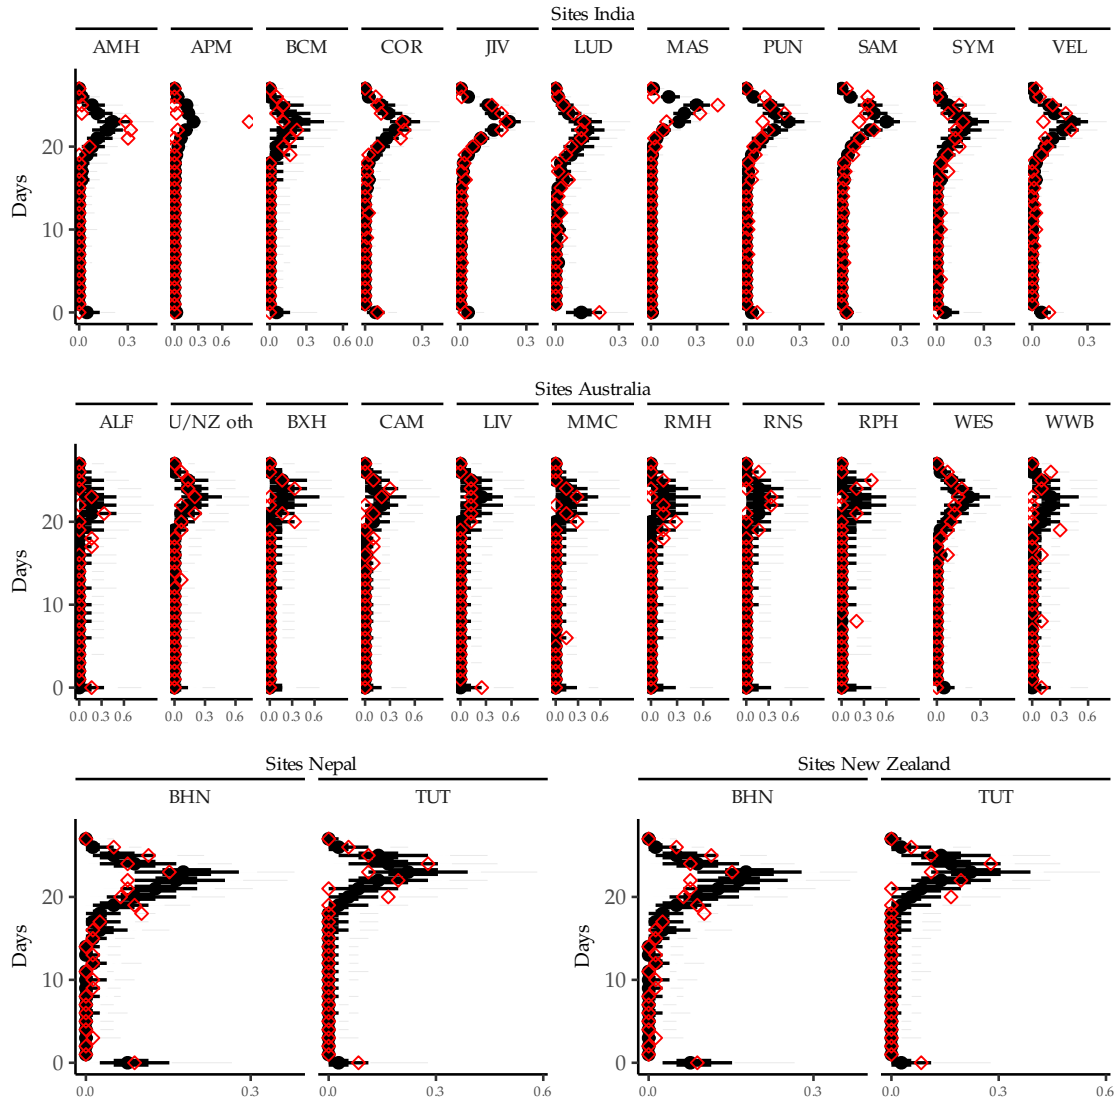 Sites India
AMH APM BCM COR JIV LUD MAS PUN SAM SYM VEL
20
10
0
Days
0.0 0.3 0.0 0.3 0.6 0.0 0.3 0.6 0.0 0.3 0.0 0.3 0.0 0.3 0.0 0.3 0.0 0.3 0.0 0.3 0.0 0.3 0.0 0.3
Sites Australia
ALF U/NZ oth BXH CAM LIV MMC RMH RNS RPH WES WWB
20
10
0
Days
0.0 0.3 0.6 0.0 0.3 0.6 0.0 0.3 0.6 0.0 0.3 0.6 0.0 0.3 0.6 0.0 0.3 0.6 0.0 0.3 0.6 0.0 0.3 0.6 0.0 0.3 0.6 0.0 0.3 0.0 0.3 0.6
Sites Nepal Sites New Zealand
BHN TUT BHN TUT
20 20
10 10
0 0
Days Days
0.0 0.3 0.0 0.3 0.6 0.0 0.3 0.0 0.3 0.6